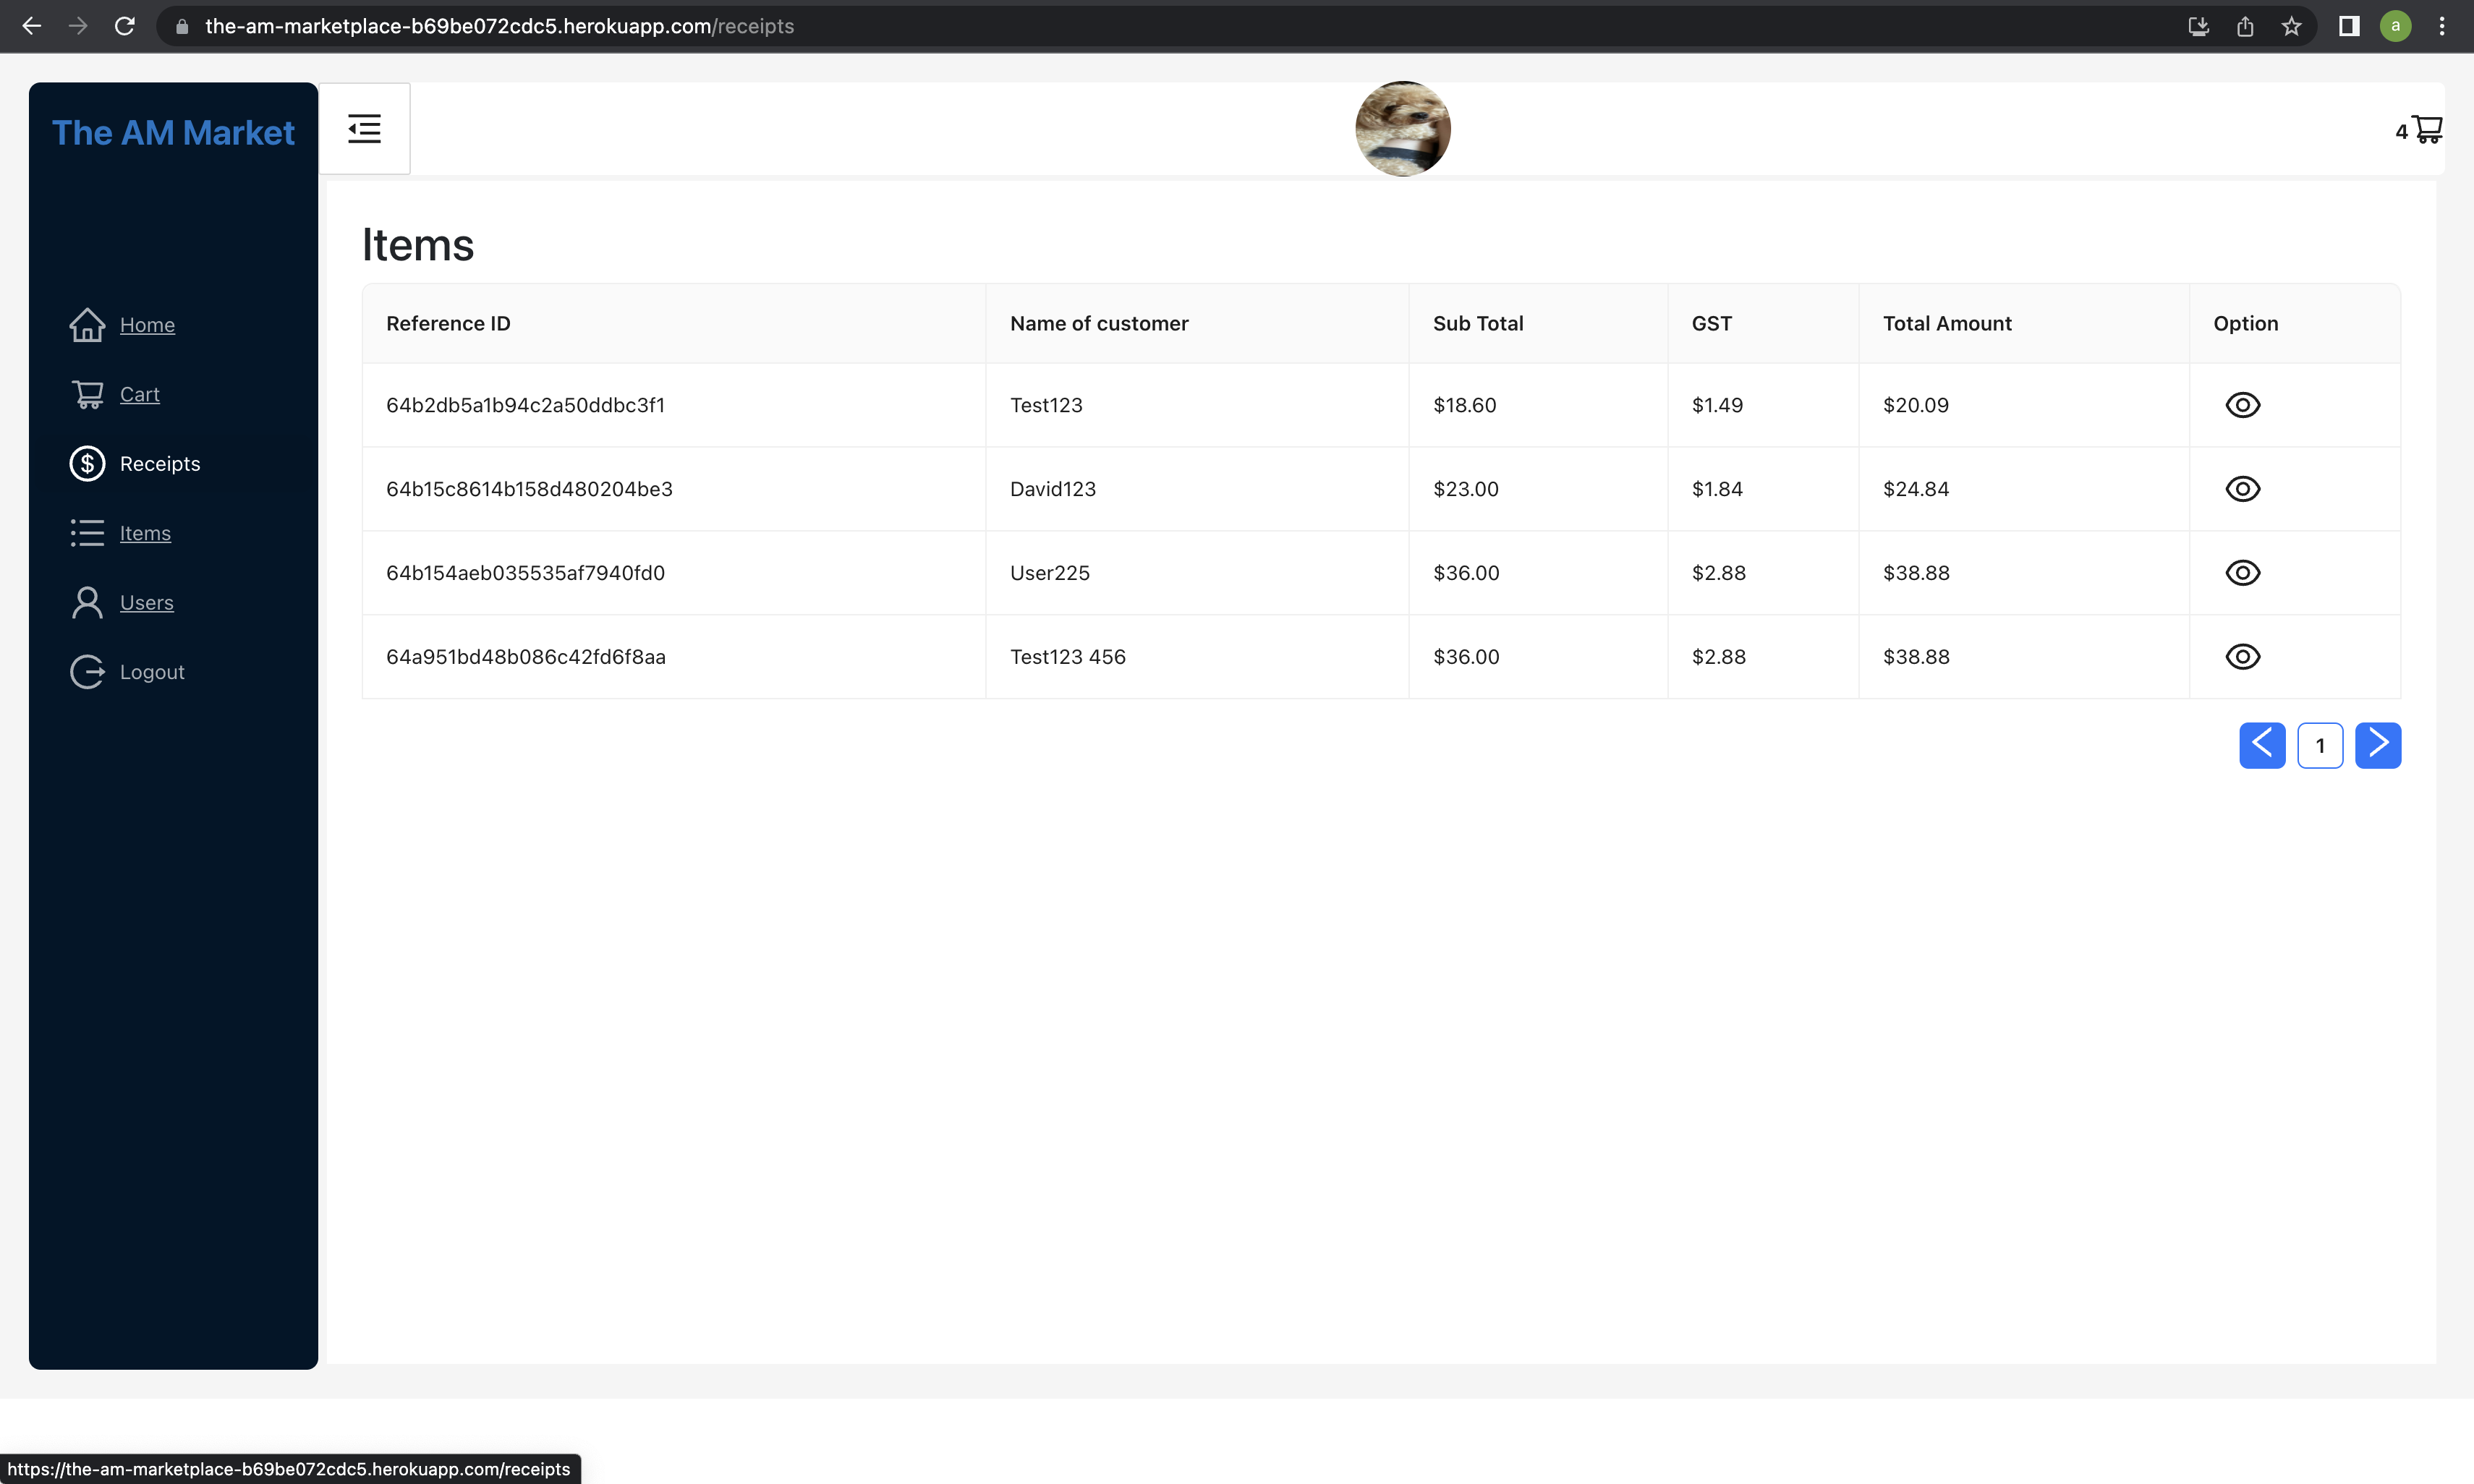 the-am-marketplace-b69be072cdc5.herokuapp.com/receipts
a
The AM Market
4
Home
Cart
Receipts
Items
Users
Logout
Items
Reference ID Name of customer Sub Total GST Total Amount Option
64b2db5a1b94c2a50ddbc3f1 Test123 $18.60 $1.49 $20.09
64b15c8614b158d480204be3 David123 $23.00 $1.84 $24.84
64b154aeb035535af7940fd0 User225 $36.00 $2.88 $38.88
64a951bd48b086c42fd6f8aa Test123 456 $36.00 $2.88 $38.88
1
https://the-am-marketplace-b69be072cdc5.herokuapp.com/receipts